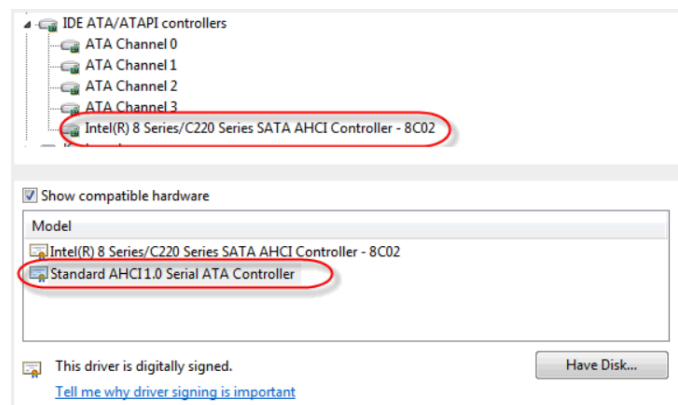 IDE ATA/ATAPI controllers
ATA Channel 0
ATA Channel 1
ATA Channel 2
ATA Channel 3
Intel(R) 8 Series/C220 Series SATA AHCI Controller - 8C02
Show compatible hardware
Model
Intel(R) 8 Series/C220 Series SATA AHCI Controller - 8C02
Standard AHCI 1.0 Serial ATA Controller
This driver is digitally signed.
Have Disk...
Tell me why driver signing is important